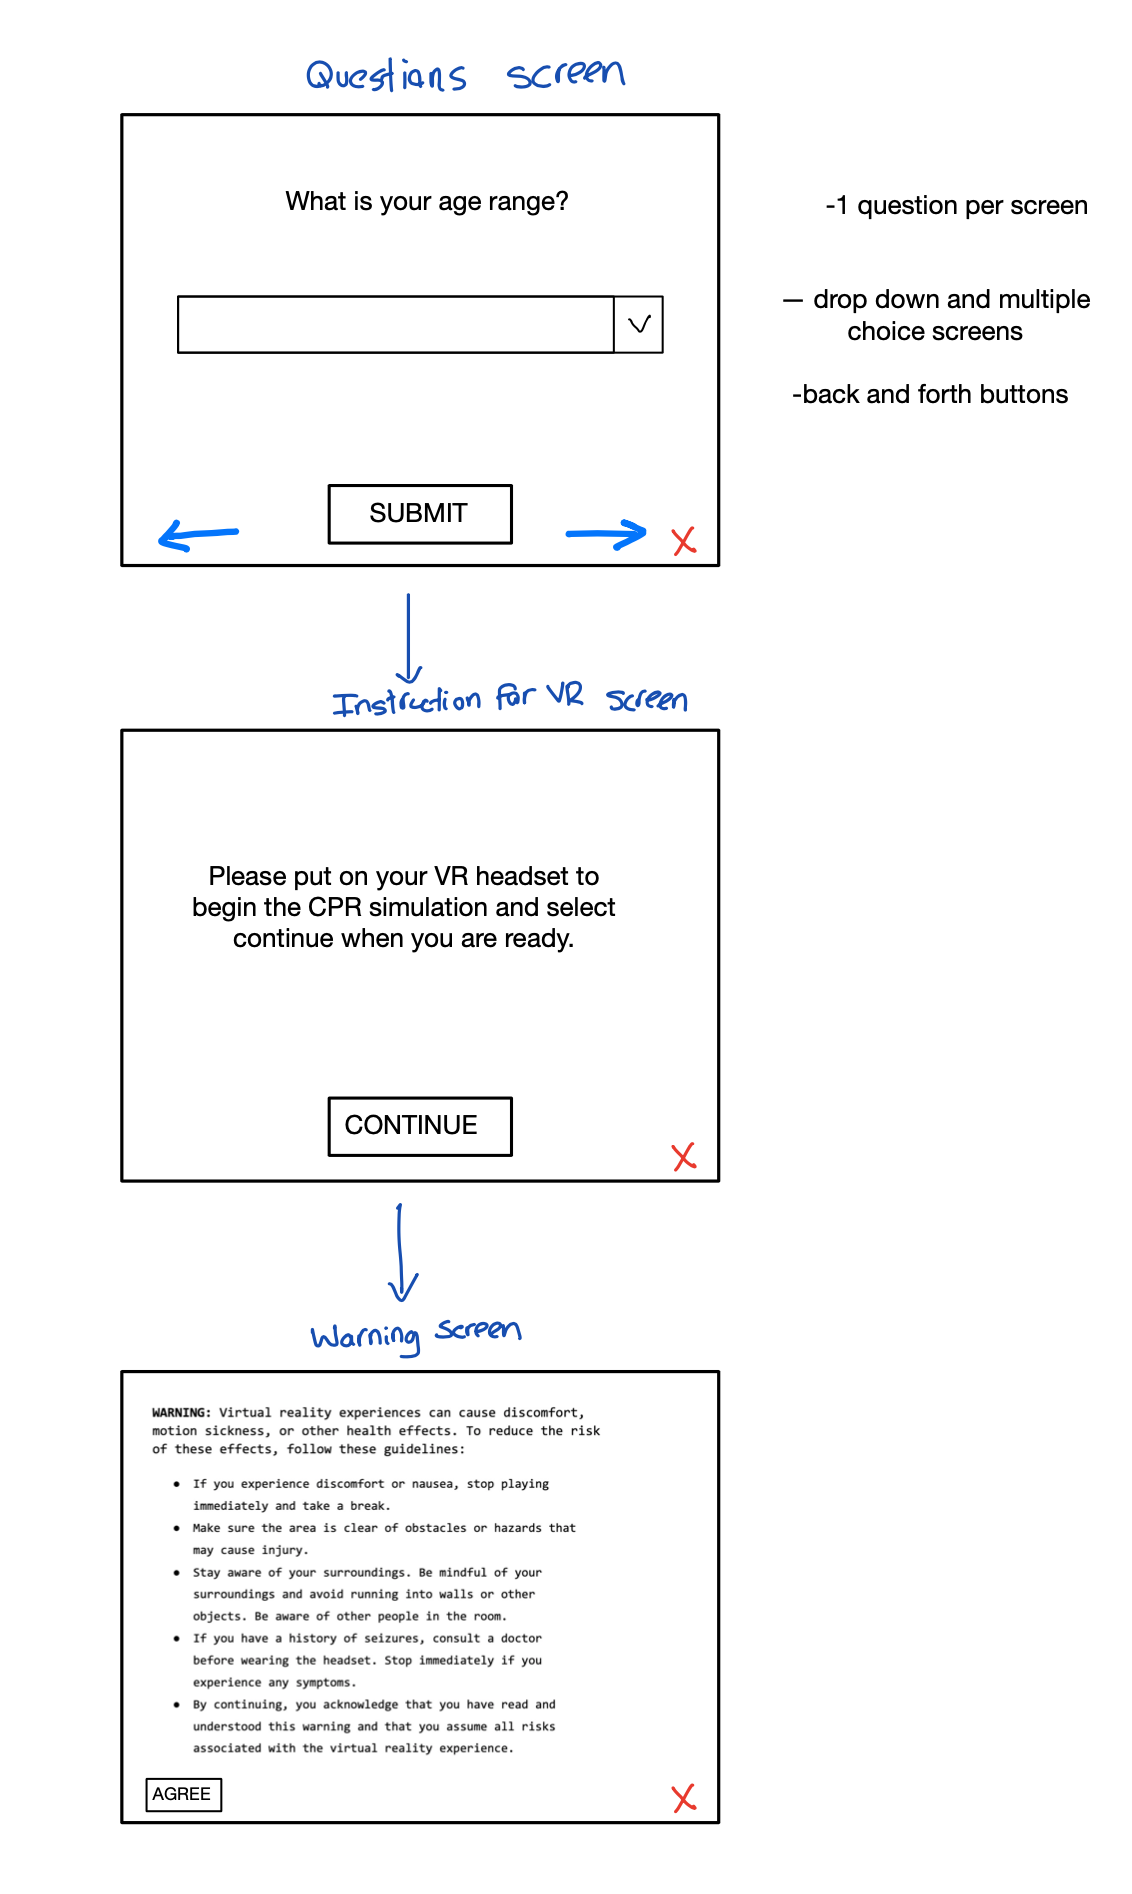 Questians screen
What is your age range?
-1 question per screen
— drop down and multiple
choice screens
-back and forth buttons
SUBMIT
X
Instruction for VR screen
Please put on your VR headset to
begin the CPR simulation and select
continue when you are ready.
CONTINUE
X
Warning screen
WARNING: Virtual reality experiences can cause discomfort,
motion sickness, or other health effects. To reduce the risk
of these effects, follow these guidelines:
● If you experience discomfort or nausea, stop playing
immediately and take a break.
● Make sure the area is clear of obstacles or hazards that
may cause injury.
● Stay aware of your surroundings. Be mindful of your
surroundings and avoid running into walls or other
objects. Be aware of other people in the room.
● If you have a history of seizures, consult a doctor
before wearing the headset. Stop immediately if you
experience any symptoms.
● By continuing, you acknowledge that you have read and
understood this warning and that you assume all risks
associated with the virtual reality experience.
AGREE
X